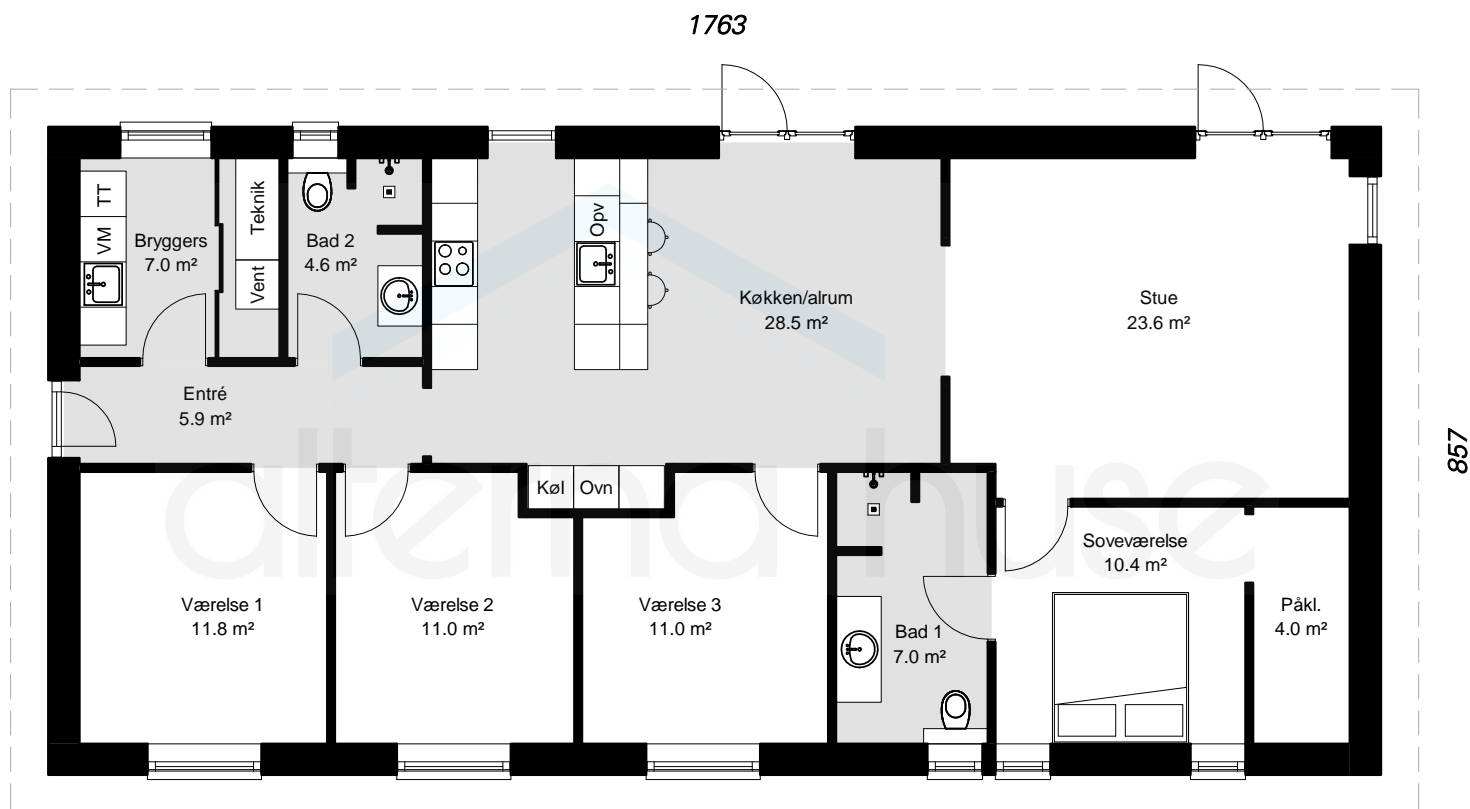 1763
TT
VM
Bryggers
7.0 m²
Teknik
Vent
Bad 2
4.6 m²
Opv
Køkken/alrum
28.5 m²
Stue
23.6 m²
Entré
5.9 m²
857
alterna huse
Køl
Ovn
Soveværelse
10.4 m²
Værelse 1
11.8 m²
Værelse 2
11.0 m²
Værelse 3
11.0 m²
Bad 1
7.0 m²
Påkl.
4.0 m²